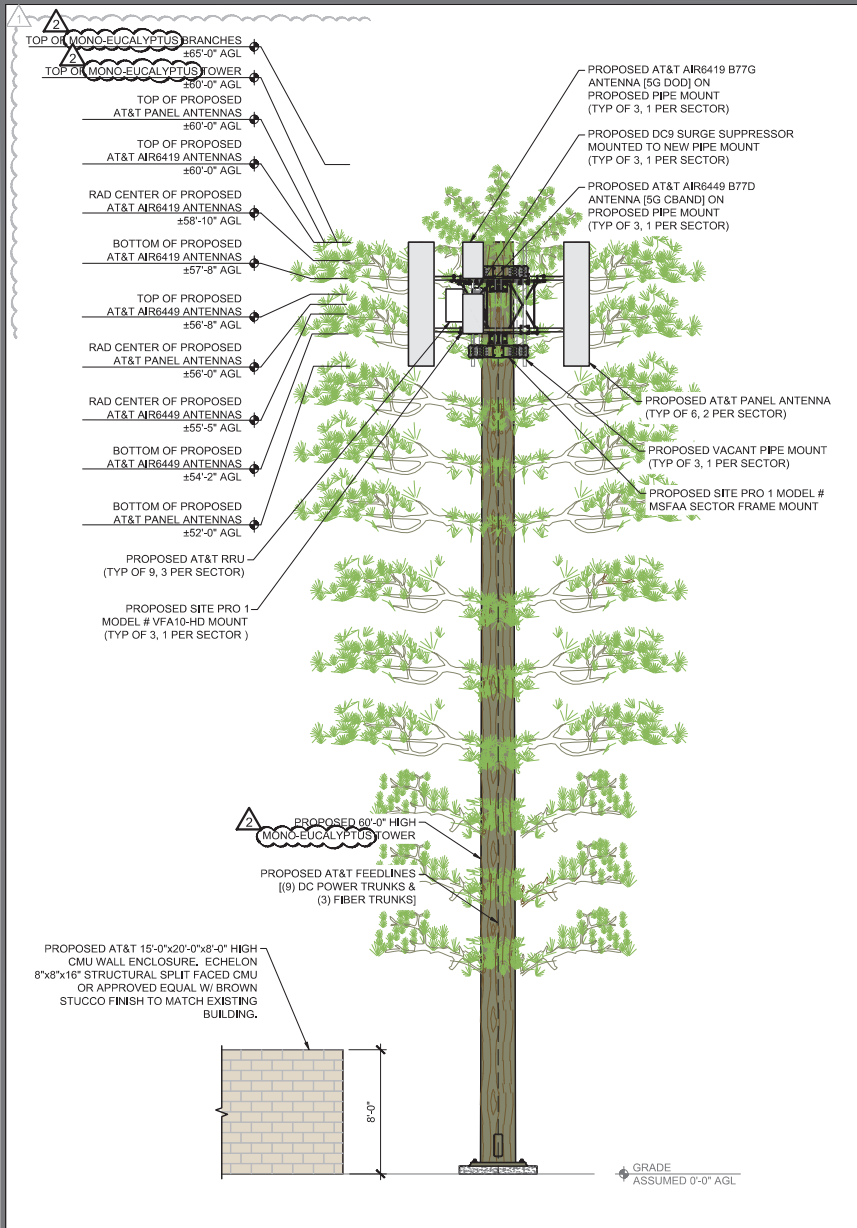 1
2
TOP OF MONO-EUCALYPTUS BRANCHES
±65'-0" AGL
2
TOP OF MONO-EUCALYPTUS TOWER
±60'-0" AGL
TOP OF PROPOSED
AT&T PANEL ANTENNAS
±60'-0" AGL
TOP OF PROPOSED
AT&T AIR6419 ANTENNAS
±60'-0" AGL
RAD CENTER OF PROPOSED
AT&T AIR6419 ANTENNAS
±58'-10" AGL
BOTTOM OF PROPOSED
AT&T AIR6419 ANTENNAS
±57'-8" AGL
TOP OF PROPOSED
AT&T AIR6449 ANTENNAS
±56'-8" AGL
RAD CENTER OF PROPOSED
AT&T PANEL ANTENNAS
±56'-0" AGL
RAD CENTER OF PROPOSED
AT&T AIR6449 ANTENNAS
±55'-5" AGL
BOTTOM OF PROPOSED
AT&T AIR6449 ANTENNAS
±54'-2" AGL
BOTTOM OF PROPOSED
AT&T PANEL ANTENNAS
±52'-0" AGL
PROPOSED AT&T RRU
(TYP OF 9, 3 PER SECTOR)
PROPOSED SITE PRO 1
MODEL # VFA10-HD MOUNT
(TYP OF 3, 1 PER SECTOR )
PROPOSED AT&T AIR6419 B77G
ANTENNA [5G DOD] ON
PROPOSED PIPE MOUNT
(TYP OF 3, 1 PER SECTOR)
PROPOSED DC9 SURGE SUPPRESSOR
MOUNTED TO NEW PIPE MOUNT
(TYP OF 3, 1 PER SECTOR)
PROPOSED AT&T AIR6449 B77D
ANTENNA [5G CBAND] ON
PROPOSED PIPE MOUNT
(TYP OF 3, 1 PER SECTOR)
PROPOSED AT&T PANEL ANTENNA
(TYP OF 6, 2 PER SECTOR)
PROPOSED VACANT PIPE MOUNT
(TYP OF 3, 1 PER SECTOR)
PROPOSED SITE PRO 1 MODEL #
MSFAA SECTOR FRAME MOUNT
2
PROPOSED 60'-0" HIGH
MONO-EUCALYPTUS TOWER
PROPOSED AT&T FEEDLINES
[(9) DC POWER TRUNKS &
(3) FIBER TRUNKS]
PROPOSED AT&T 15'-0"x20'-0"x8'-0" HIGH
CMU WALL ENCLOSURE. ECHELON
8"x8"x16" STRUCTURAL SPLIT FACED CMU
OR APPROVED EQUAL W/ BROWN
STUCCO FINISH TO MATCH EXISTING
BUILDING.
8'-0"
GRADE
ASSUMED 0'-0" AGL